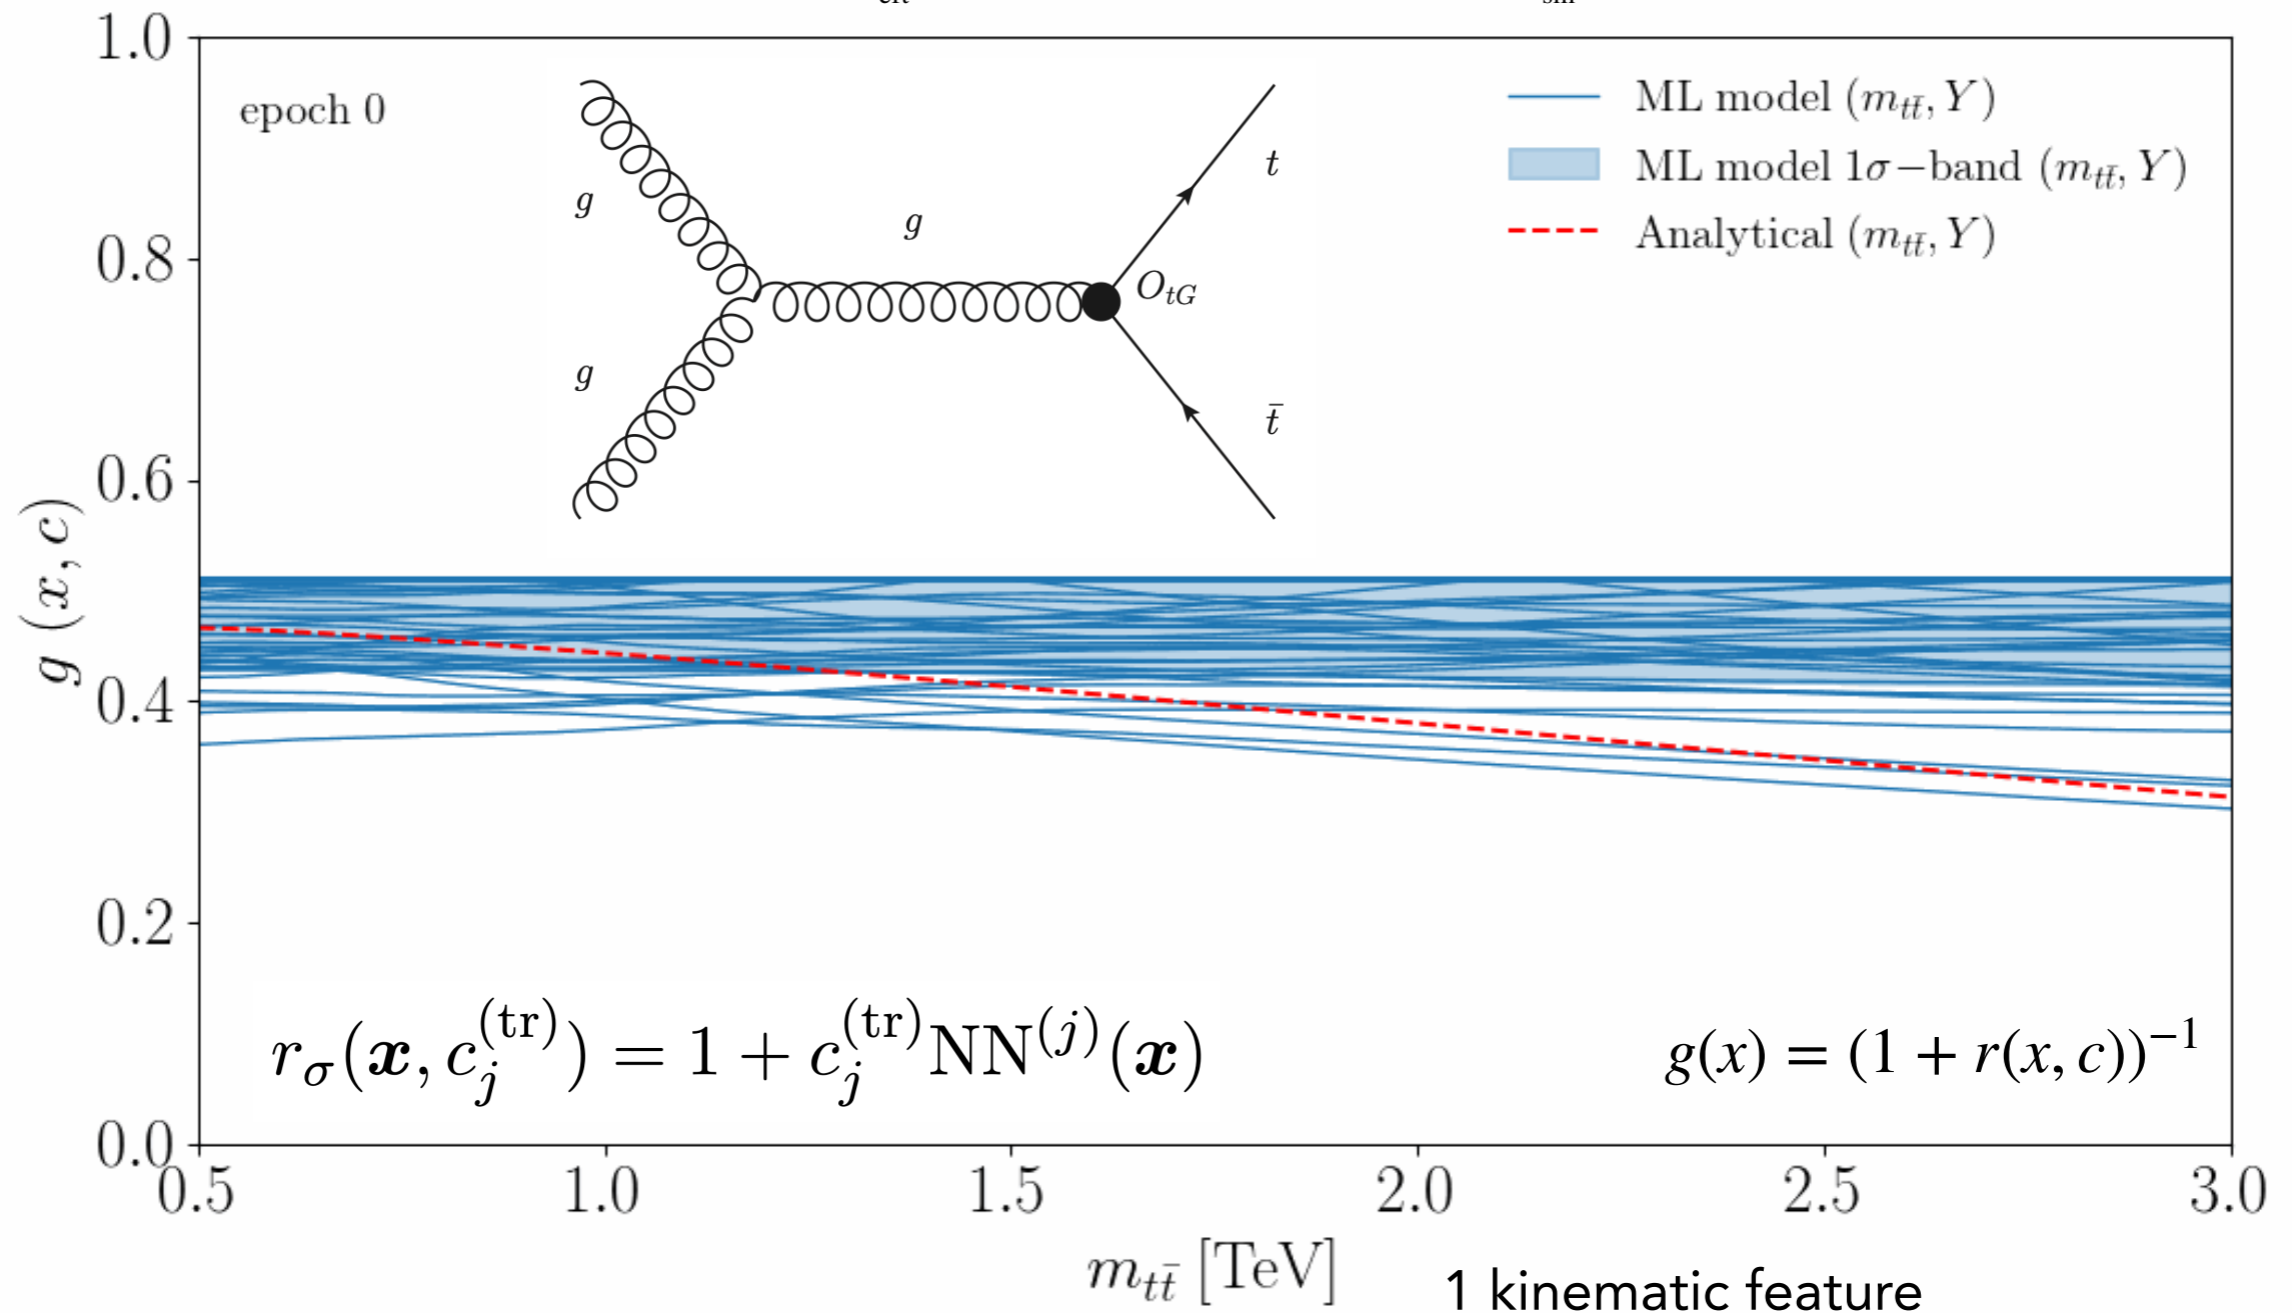 eft
sm
1.0
0.8
0.6
0.4
0.2
0.0
g (x, c)
epoch 0
g
g
g
t
O_{tG}
t̄
ML model (m_{tt̄}, Y)
ML model 1σ−band (m_{tt̄}, Y)
Analytical (m_{tt̄}, Y)
r_σ(x, c_j^{(tr)}) = 1 + c_j^{(tr)} NN^{(j)}(x)
g(x) = (1 + r(x, c))^{−1}
0.5 1.0 1.5 2.0 2.5 3.0
m_{tt̄} [TeV]
1 kinematic feature